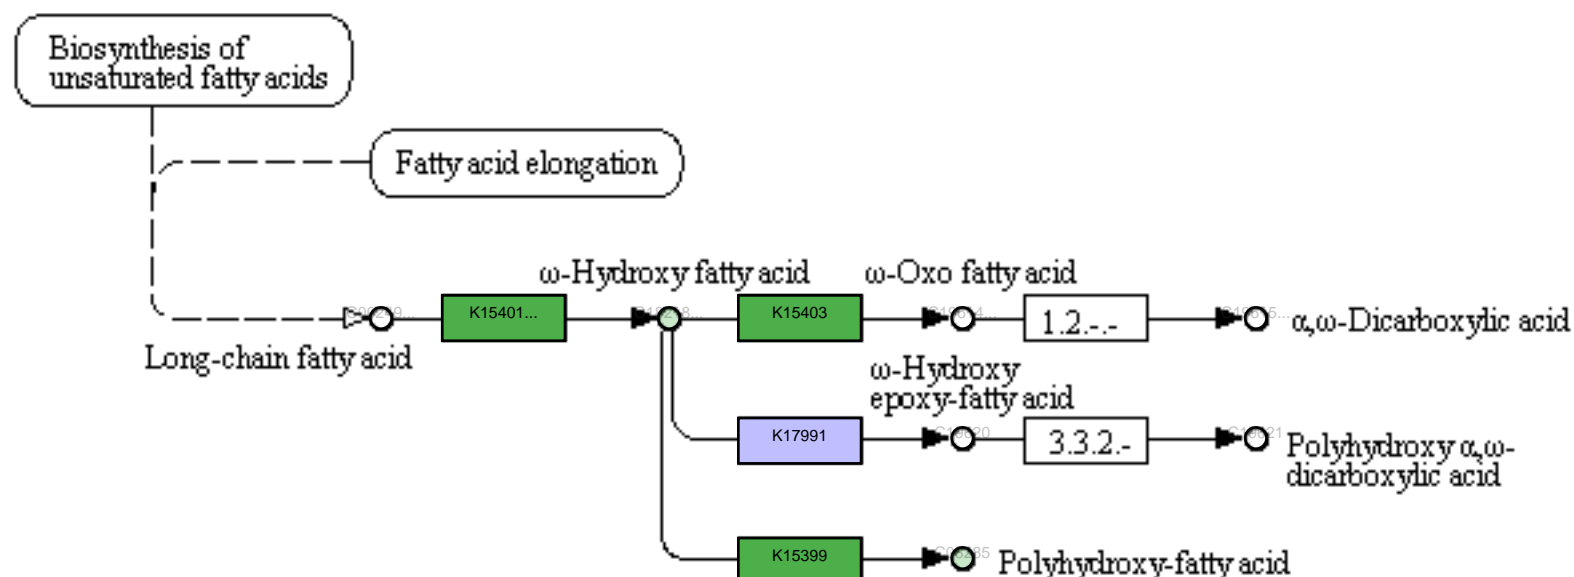 Biosynthesis of
unsaturated fatty acids
Fatty acid elongation
ω-Hydroxy fatty acid
ω-Oxo fatty acid
K15401...
K15403
1.2.-.-
α,ω-Dicarboxylic acid
Long-chain fatty acid
ω-Hydroxy
epoxy-fatty acid
K17991
3.3.2.-
Polyhydroxy α,ω-
dicarboxylic acid
K15399
Polyhydroxy-fatty acid